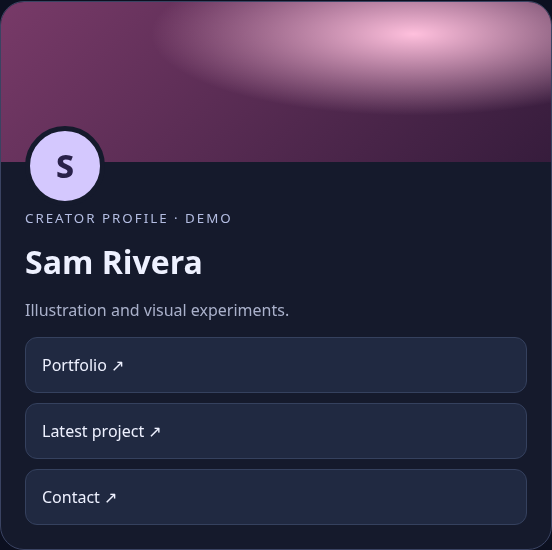 S
CREATOR PROFILE · DEMO
Sam Rivera
Illustration and visual experiments.
Portfolio ↗
Latest project ↗
Contact ↗